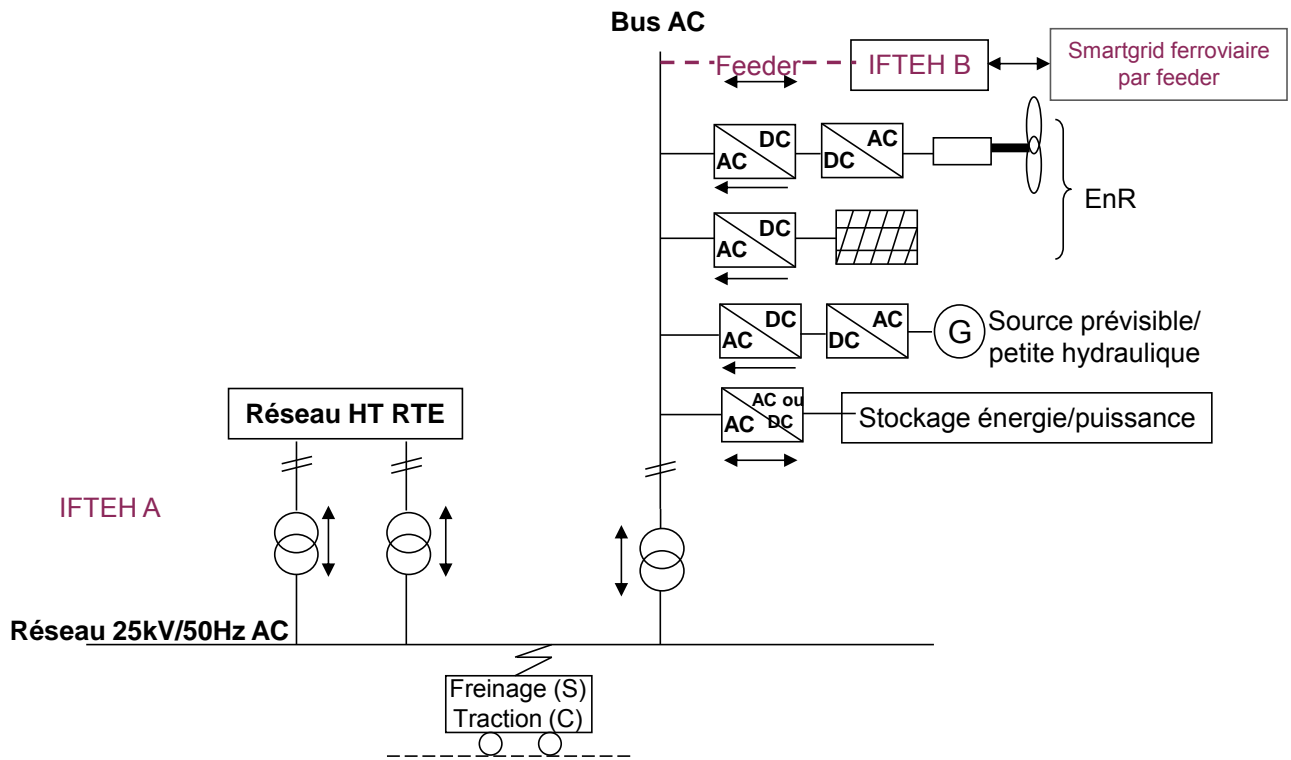 Bus AC
Feeder
IFTEH B
Smartgrid ferroviaire
par feeder
DC
AC
AC
DC
EnR
DC
AC
DC
AC
AC
DC
G
Source prévisible/
petite hydraulique
AC ou
DC
AC
Stockage énergie/puissance
Réseau HT RTE
IFTEH A
Réseau 25kV/50Hz AC
Freinage (S)
Traction (C)